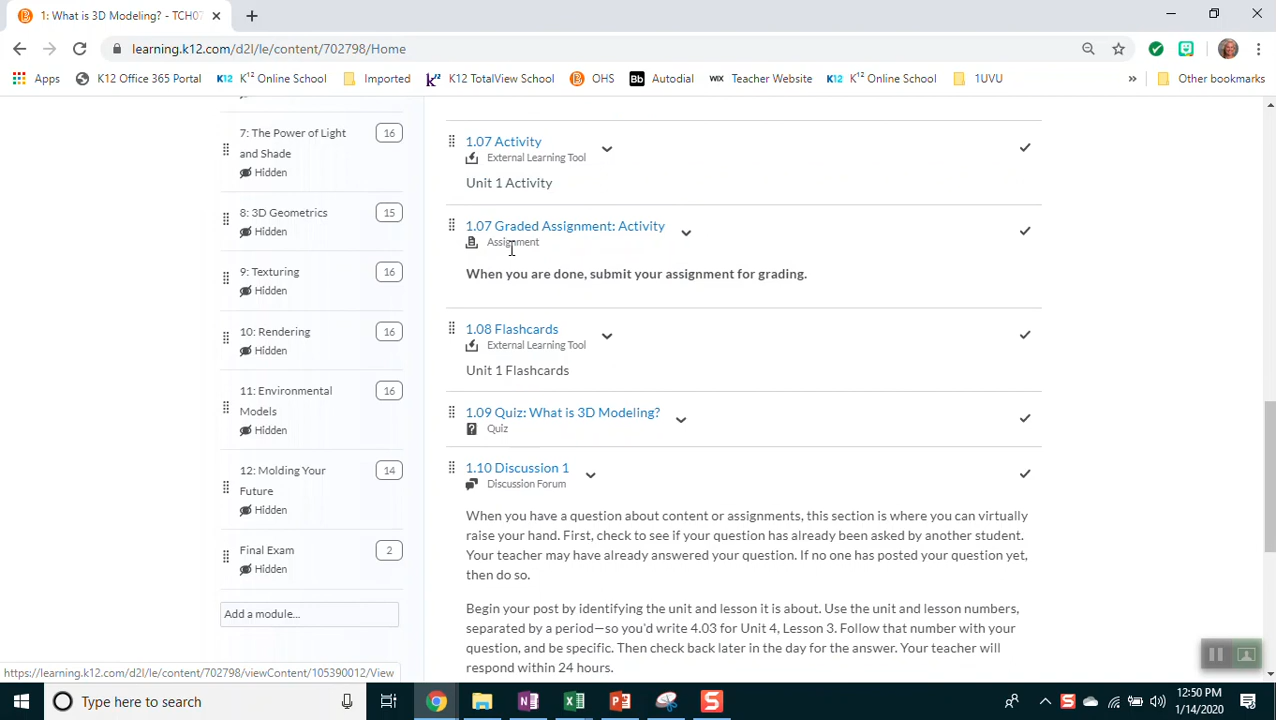 1: What is 3D Modeling? - TCH07
learning.k12.com/d2l/le/content/702798/Home
Apps
K12 Office 365 Portal
K12 Online School
Imported
K12 TotalView School
OHS
Bb Autodial
WIX Teacher Website
K12 Online School
1UVU
»
Other bookmarks
7: The Power of Light
and Shade
16
Hidden
8: 3D Geometrics
15
Hidden
9: Texturing
16
Hidden
10: Rendering
16
Hidden
11: Environmental
Models
16
Hidden
12: Molding Your
Future
14
Hidden
Final Exam
2
Hidden
Add a module...
1.07 Activity
External Learning Tool
Unit 1 Activity
1.07 Graded Assignment: Activity
Assignment
When you are done, submit your assignment for grading.
1.08 Flashcards
External Learning Tool
Unit 1 Flashcards
1.09 Quiz: What is 3D Modeling?
Quiz
1.10 Discussion 1
Discussion Forum
When you have a question about content or assignments, this section is where you can virtually
raise your hand. First, check to see if your question has already been asked by another student.
Your teacher may have already answered your question. If no one has posted your question yet,
then do so.
Begin your post by identifying the unit and lesson it is about. Use the unit and lesson numbers,
separated by a period—so you'd write 4.03 for Unit 4, Lesson 3. Follow that number with your
question, and be specific. Then check back later in the day for the answer. Your teacher will
respond within 24 hours.
https://learning.k12.com/d2l/le/content/702798/viewContent/105390012/View
Type here to search
12:50 PM
1/14/2020